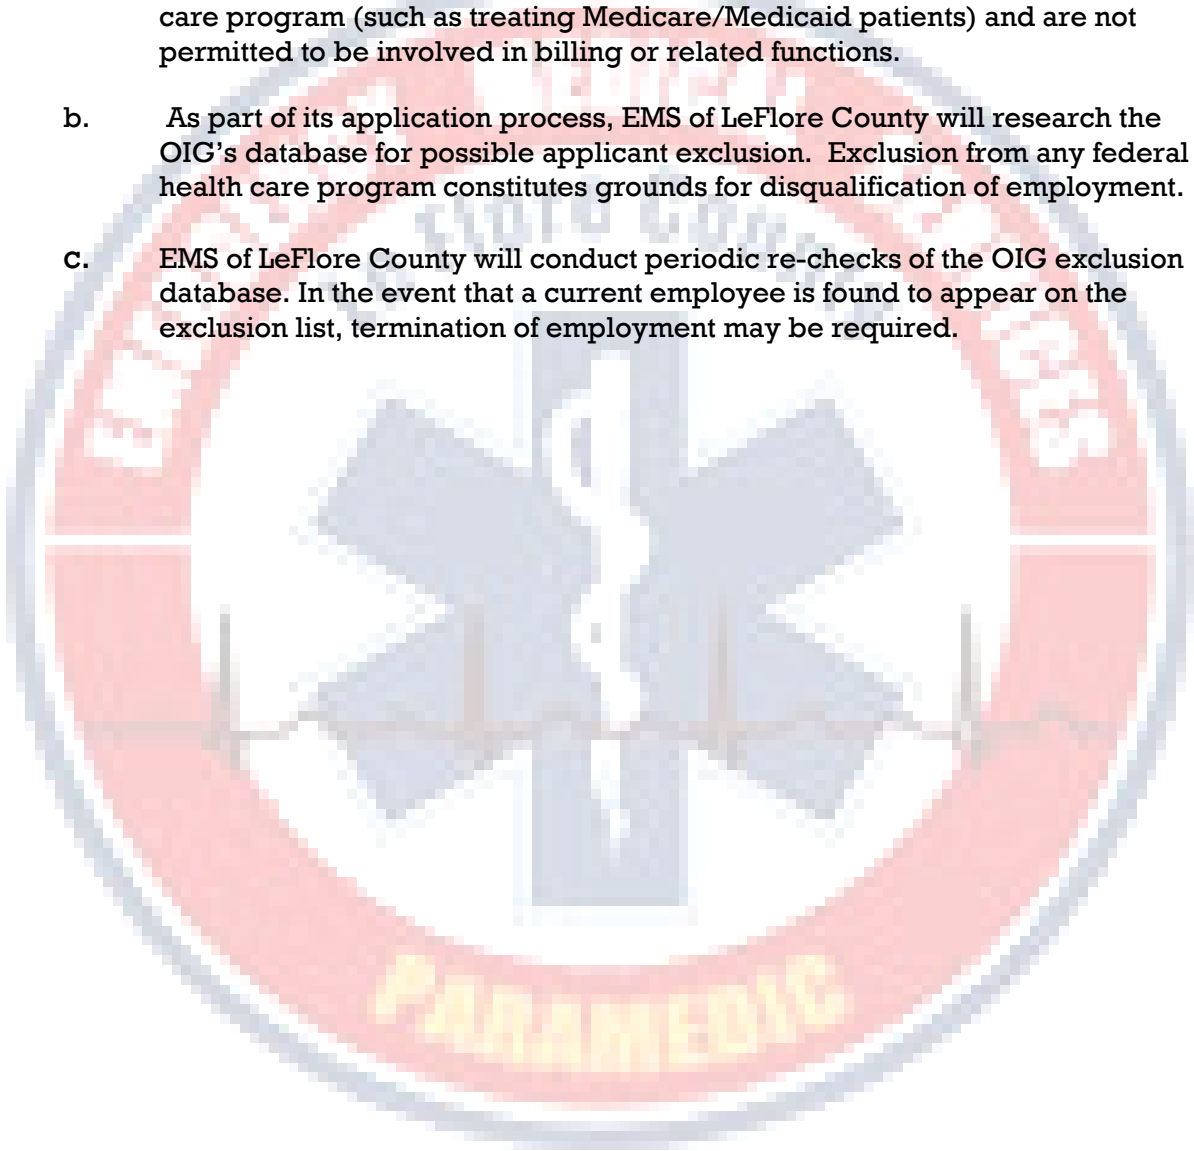 care program (such as treating Medicare/Medicaid patients) and are not
permitted to be involved in billing or related functions.
b. As part of its application process, EMS of LeFlore County will research the
OIG's database for possible applicant exclusion. Exclusion from any federal
health care program constitutes grounds for disqualification of employment.
c. EMS of LeFlore County will conduct periodic re-checks of the OIG exclusion
database. In the event that a current employee is found to appear on the
exclusion list, termination of employment may be required.
PARAMEDIC